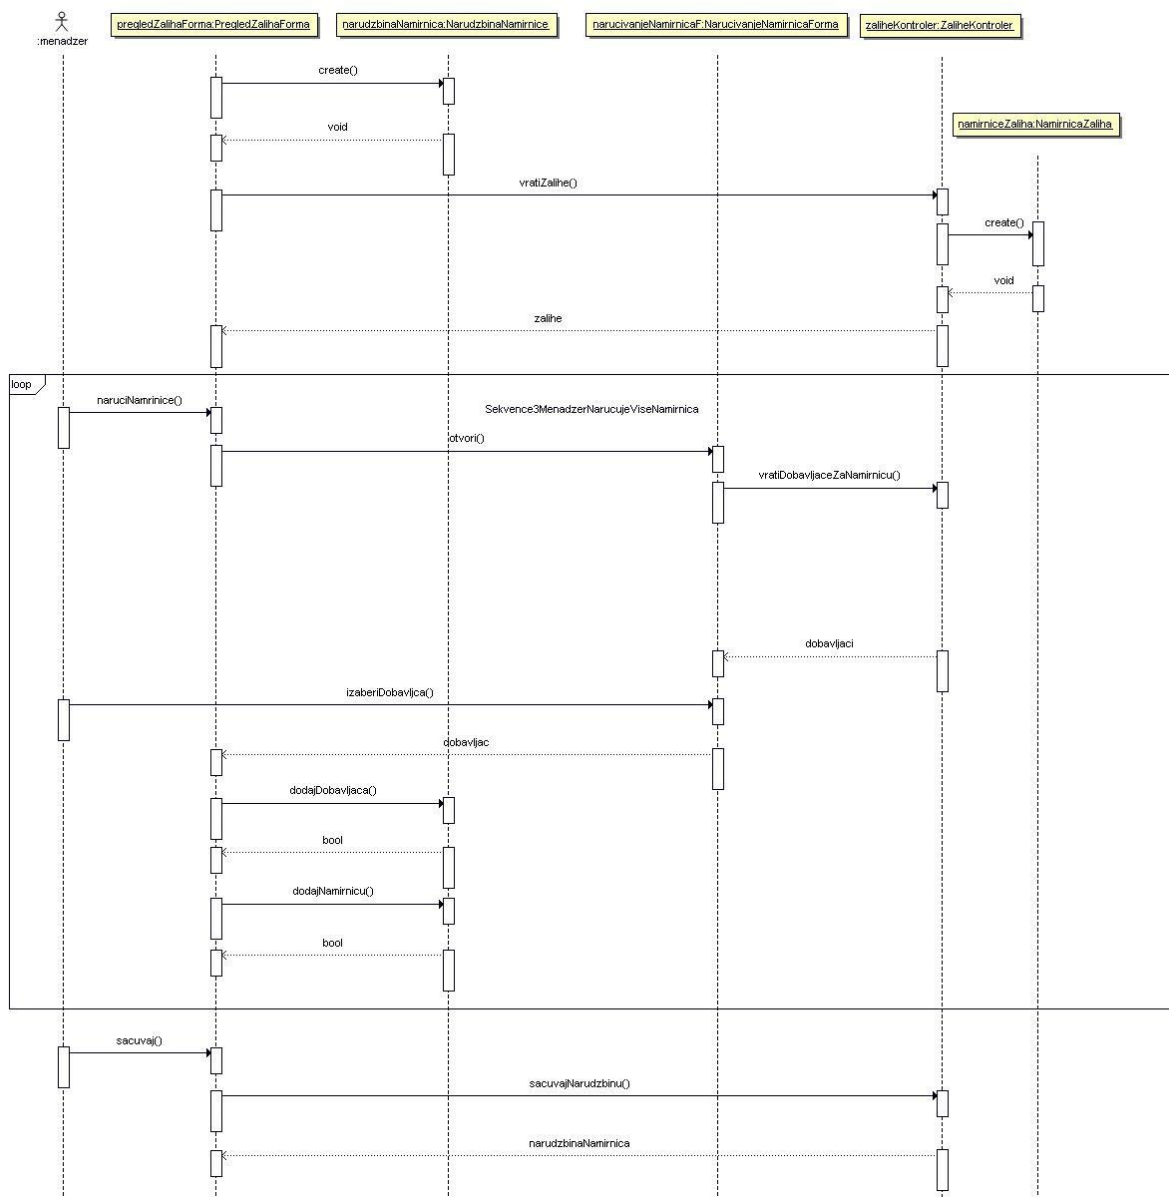 :menadzer
pregledZalihaForma:PregledZalihaForma
narudzbinaNamirnica:NarudzbinaNamirnice
narucivanjeNamirnicaF:NarucivanjeNamirnicaForma
zaliheKontroler:ZaliheKontroler
create()
namirniceZaliha:NamirnicaZaliha
void
vratiZalihe()
create()
void
zalihe
loop
naruciNamrinice()
Sekvence3MenadzerNarucujeViseNamirnica
otvori()
vratiDobavljaceZaNamirnicu()
dobavljaci
izaberiDobavljca()
dobavljac
dodajDobavljaca()
bool
dodajNamirnicu()
bool
sacuvaj()
sacuvajNarudzbinu()
narudzbinaNamirnica